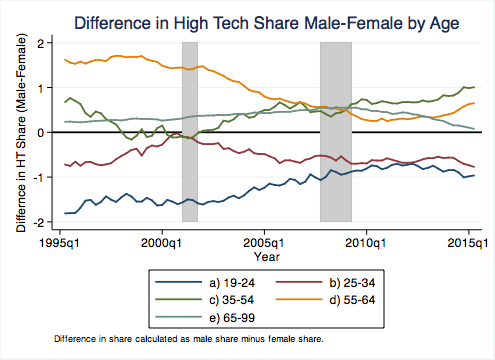 Difference in High Tech Share Male-Female by Age
Differnece in HT Share (Male-Female)
2
1
0
-1
-2
1995q1 2000q1 2005q1 2010q1 2015q1
Year
a) 19-24 b) 25-34
c) 35-54 d) 55-64
e) 65-99
Difference in share calculated as male share minus female share.